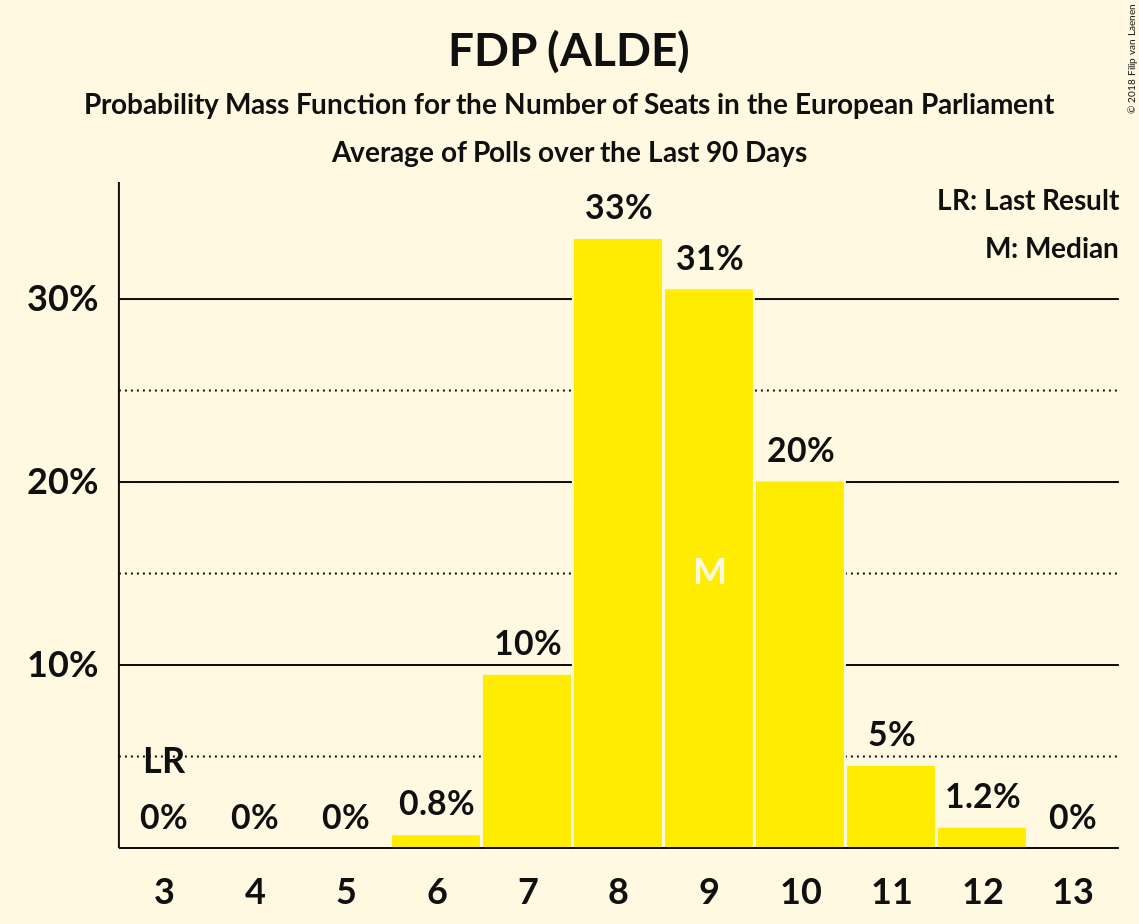 FDP (ALDE)
Probability Mass Function for the Number of Seats in the European Parliament
Average of Polls over the Last 90 Days
© 2018 Filip van Laenen
LR: Last Result
M: Median
33%
31%
30%
20%
20%
M
10%
10%
5%
LR
0%
0%
0%
0.8%
1.2%
0%
3 4 5 6 7 8 9 10 11 12 13